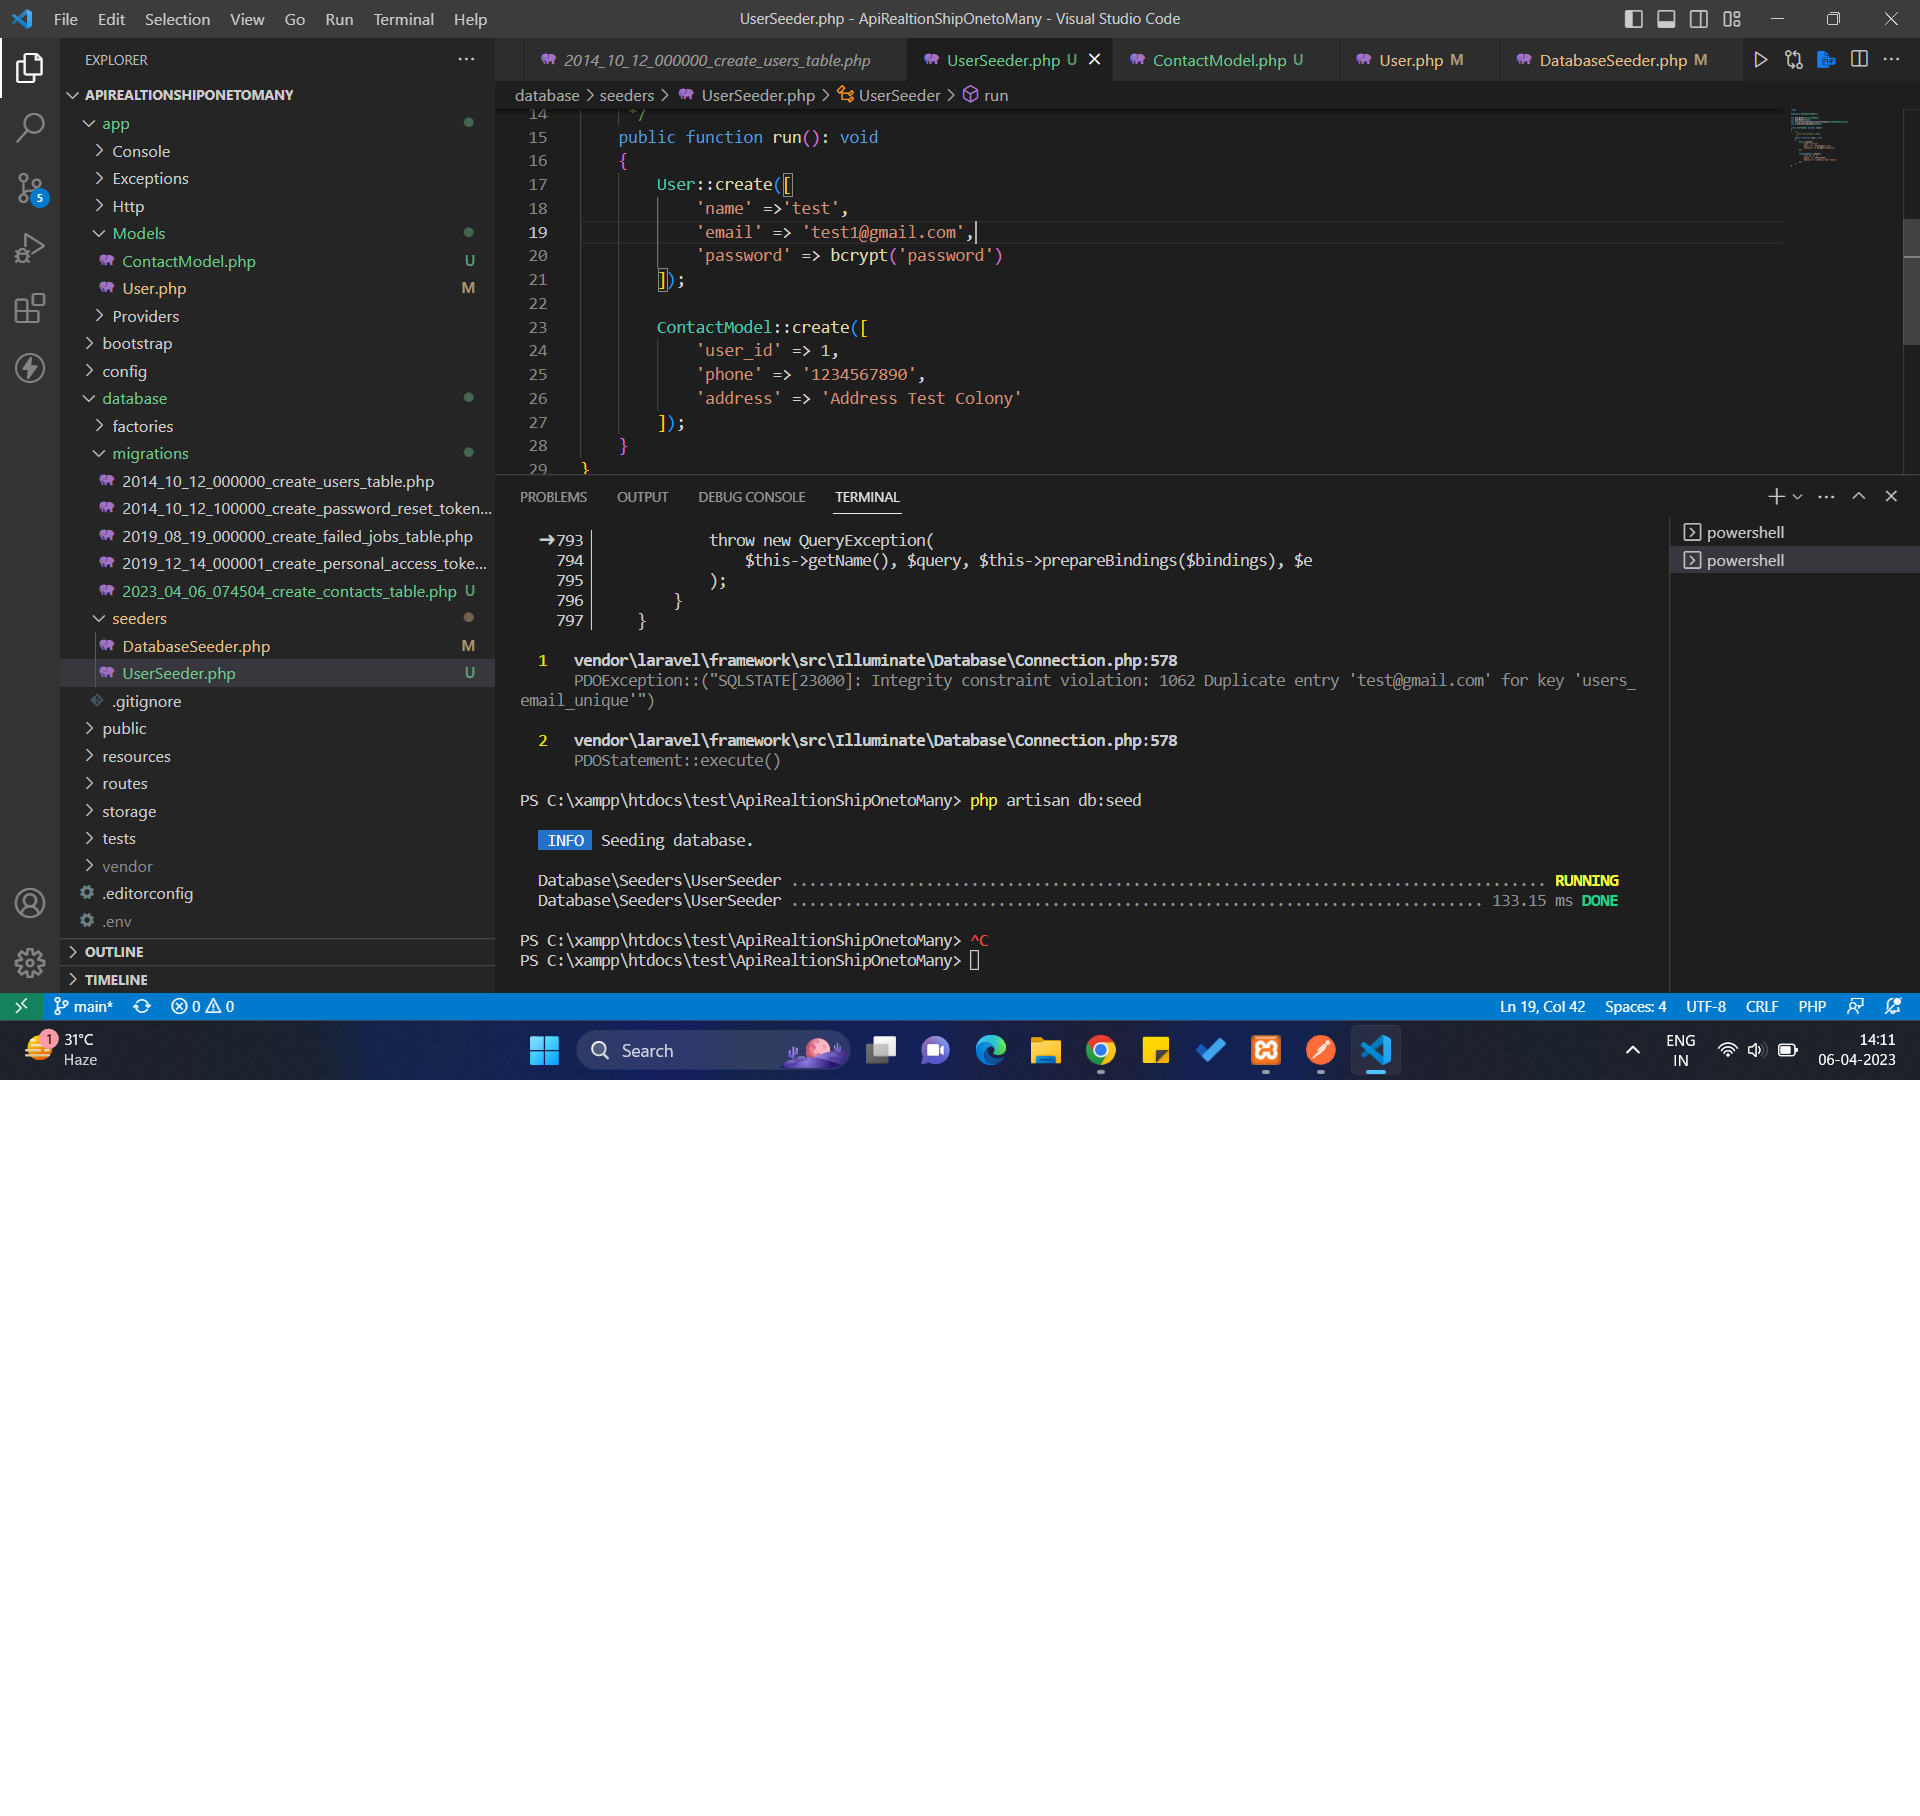 File Edit Selection View Go Run Terminal Help
UserSeeder.php - ApiRealtionShipOnetoMany - Visual Studio Code
EXPLORER
APIREALTIONSHIPONETOMANY
app
Console
Exceptions
Http
Models
ContactModel.php U
User.php M
Providers
bootstrap
config
database
factories
migrations
2014_10_12_000000_create_users_table.php
2014_10_12_100000_create_password_reset_token...
2019_08_19_000000_create_failed_jobs_table.php
2019_12_14_000001_create_personal_access_toke...
2023_04_06_074504_create_contacts_table.php U
seeders
DatabaseSeeder.php M
UserSeeder.php U
.gitignore
public
resources
routes
storage
tests
vendor
.editorconfig
.env
OUTLINE
TIMELINE
5
2014_10_12_000000_create_users_table.php
UserSeeder.php U
ContactModel.php U
User.php M
DatabaseSeeder.php M
database > seeders > UserSeeder.php > UserSeeder > run
14 */
15 public function run(): void
16 {
17 User::create([
18 'name' =>'test',
19 'email' => 'test1@gmail.com',
20 'password' => bcrypt('password')
21 ]);
22
23 ContactModel::create([
24 'user_id' => 1,
25 'phone' => '1234567890',
26 'address' => 'Address Test Colony'
27 ]);
28 }
29 }
PROBLEMS OUTPUT DEBUG CONSOLE TERMINAL
➜793 throw new QueryException(
794 $this->getName(), $query, $this->prepareBindings($bindings), $e
795 );
796 }
797 }
1 vendor\laravel\framework\src\Illuminate\Database\Connection.php:578
PDOException::("SQLSTATE[23000]: Integrity constraint violation: 1062 Duplicate entry 'test@gmail.com' for key 'users_
email_unique'")
2 vendor\laravel\framework\src\Illuminate\Database\Connection.php:578
PDOStatement::execute()
PS C:\xampp\htdocs\test\ApiRealtionShipOnetoMany> php artisan db:seed
INFO Seeding database.
Database\Seeders\UserSeeder .................................................................................... RUNNING
Database\Seeders\UserSeeder ............................................................................. 133.15 ms DONE
PS C:\xampp\htdocs\test\ApiRealtionShipOnetoMany> ^C
PS C:\xampp\htdocs\test\ApiRealtionShipOnetoMany>
powershell
powershell
main* 0 0
Ln 19, Col 42 Spaces: 4 UTF-8 CRLF PHP
1
31°C
Haze
Search
ENG
IN
14:11
06-04-2023